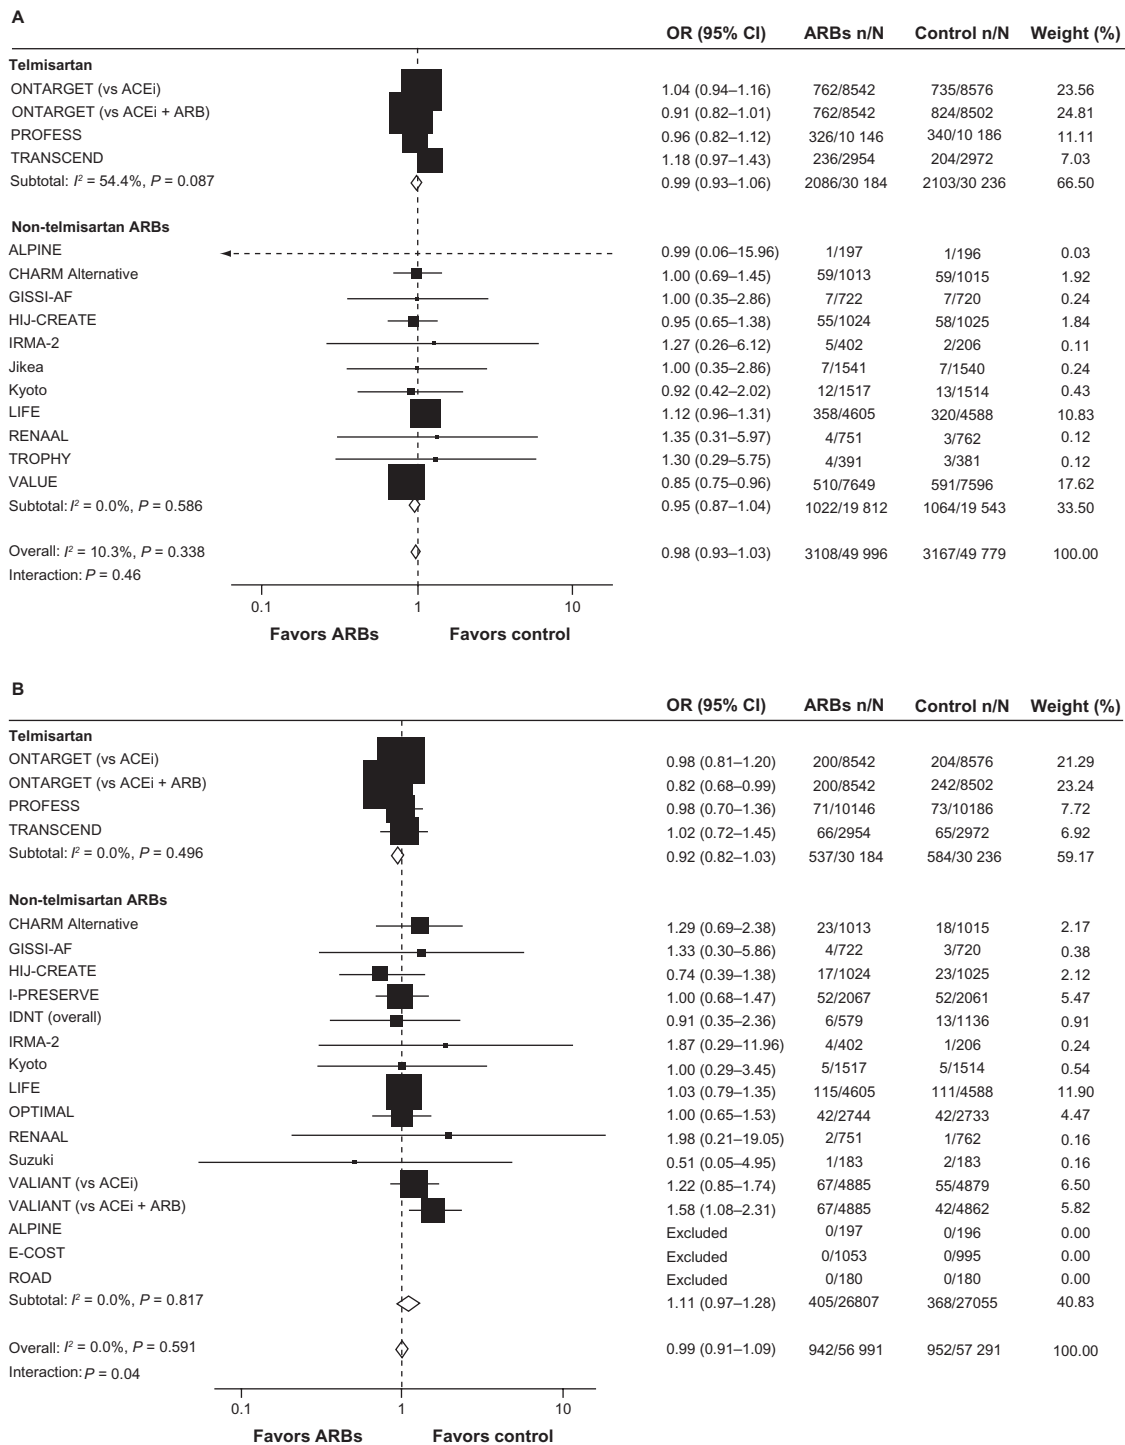 A
OR (95% CI) ARBs n/N Control n/N Weight (%)
Telmisartan
ONTARGET (vs ACEi) 1.04 (0.94–1.16) 762/8542 735/8576 23.56
ONTARGET (vs ACEi + ARB) 0.91 (0.82–1.01) 762/8542 824/8502 24.81
PROFESS 0.96 (0.82–1.12) 326/10 146 340/10 186 11.11
TRANSCEND 1.18 (0.97–1.43) 236/2954 204/2972 7.03
Subtotal: I² = 54.4%, P = 0.087 0.99 (0.93–1.06) 2086/30 184 2103/30 236 66.50
Non-telmisartan ARBs
ALPINE 0.99 (0.06–15.96) 1/197 1/196 0.03
CHARM Alternative 1.00 (0.69–1.45) 59/1013 59/1015 1.92
GISSI-AF 1.00 (0.35–2.86) 7/722 7/720 0.24
HIJ-CREATE 0.95 (0.65–1.38) 55/1024 58/1025 1.84
IRMA-2 1.27 (0.26–6.12) 5/402 2/206 0.11
Jikea 1.00 (0.35–2.86) 7/1541 7/1540 0.24
Kyoto 0.92 (0.42–2.02) 12/1517 13/1514 0.43
LIFE 1.12 (0.96–1.31) 358/4605 320/4588 10.83
RENAAL 1.35 (0.31–5.97) 4/751 3/762 0.12
TROPHY 1.30 (0.29–5.75) 4/391 3/381 0.12
VALUE 0.85 (0.75–0.96) 510/7649 591/7596 17.62
Subtotal: I² = 0.0%, P = 0.586 0.95 (0.87–1.04) 1022/19 812 1064/19 543 33.50
Overall: I² = 10.3%, P = 0.338 0.98 (0.93–1.03) 3108/49 996 3167/49 779 100.00
Interaction: P = 0.46
0.1 1 10
Favors ARBs Favors control
B
OR (95% CI) ARBs n/N Control n/N Weight (%)
Telmisartan
ONTARGET (vs ACEi) 0.98 (0.81–1.20) 200/8542 204/8576 21.29
ONTARGET (vs ACEi + ARB) 0.82 (0.68–0.99) 200/8542 242/8502 23.24
PROFESS 0.98 (0.70–1.36) 71/10146 73/10186 7.72
TRANSCEND 1.02 (0.72–1.45) 66/2954 65/2972 6.92
Subtotal: I² = 0.0%, P = 0.496 0.92 (0.82–1.03) 537/30 184 584/30 236 59.17
Non-telmisartan ARBs
CHARM Alternative 1.29 (0.69–2.38) 23/1013 18/1015 2.17
GISSI-AF 1.33 (0.30–5.86) 4/722 3/720 0.38
HIJ-CREATE 0.74 (0.39–1.38) 17/1024 23/1025 2.12
I-PRESERVE 1.00 (0.68–1.47) 52/2067 52/2061 5.47
IDNT (overall) 0.91 (0.35–2.36) 6/579 13/1136 0.91
IRMA-2 1.87 (0.29–11.96) 4/402 1/206 0.24
Kyoto 1.00 (0.29–3.45) 5/1517 5/1514 0.54
LIFE 1.03 (0.79–1.35) 115/4605 111/4588 11.90
OPTIMAL 1.00 (0.65–1.53) 42/2744 42/2733 4.47
RENAAL 1.98 (0.21–19.05) 2/751 1/762 0.16
Suzuki 0.51 (0.05–4.95) 1/183 2/183 0.16
VALIANT (vs ACEi) 1.22 (0.85–1.74) 67/4885 55/4879 6.50
VALIANT (vs ACEi + ARB) 1.58 (1.08–2.31) 67/4885 42/4862 5.82
ALPINE Excluded 0/197 0/196 0.00
E-COST Excluded 0/1053 0/995 0.00
ROAD Excluded 0/180 0/180 0.00
Subtotal: I² = 0.0%, P = 0.817 1.11 (0.97–1.28) 405/26807 368/27055 40.83
Overall: I² = 0.0%, P = 0.591 0.99 (0.91–1.09) 942/56 991 952/57 291 100.00
Interaction: P = 0.04
0.1 1 10
Favors ARBs Favors control